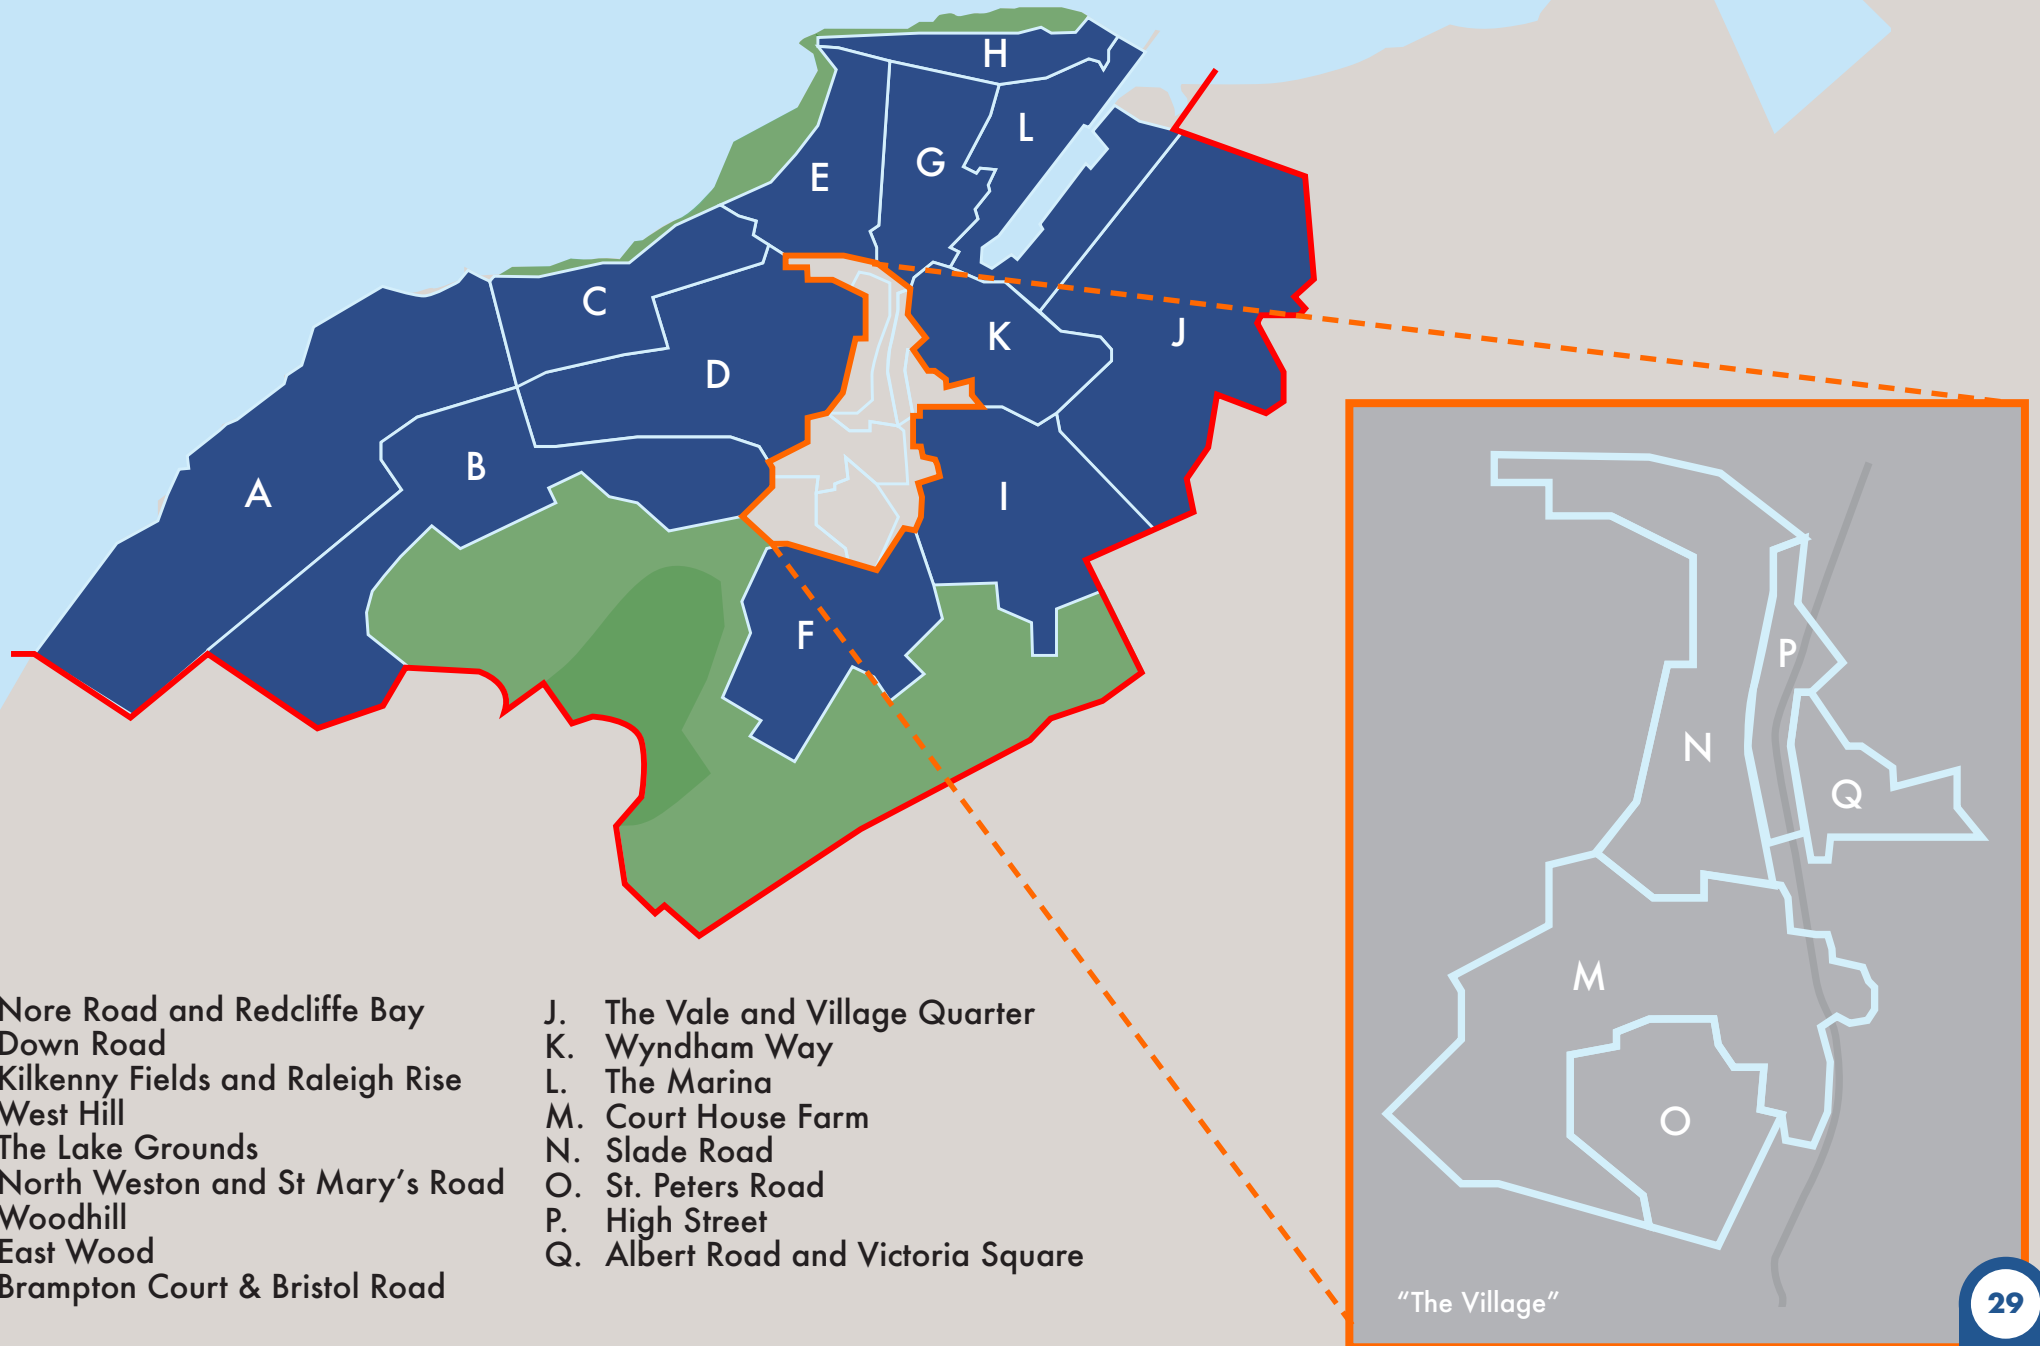 H
L
G
E
C
K
J
D
B
A
I
F
P
N
Q
M
O
"The Village"
Nore Road and Redcliffe Bay
Down Road
Kilkenny Fields and Raleigh Rise
West Hill
The Lake Grounds
North Weston and St Mary's Road
Woodhill
East Wood
Brampton Court & Bristol Road
J. The Vale and Village Quarter
K. Wyndham Way
L. The Marina
M. Court House Farm
N. Slade Road
O. St. Peters Road
P. High Street
Q. Albert Road and Victoria Square
29